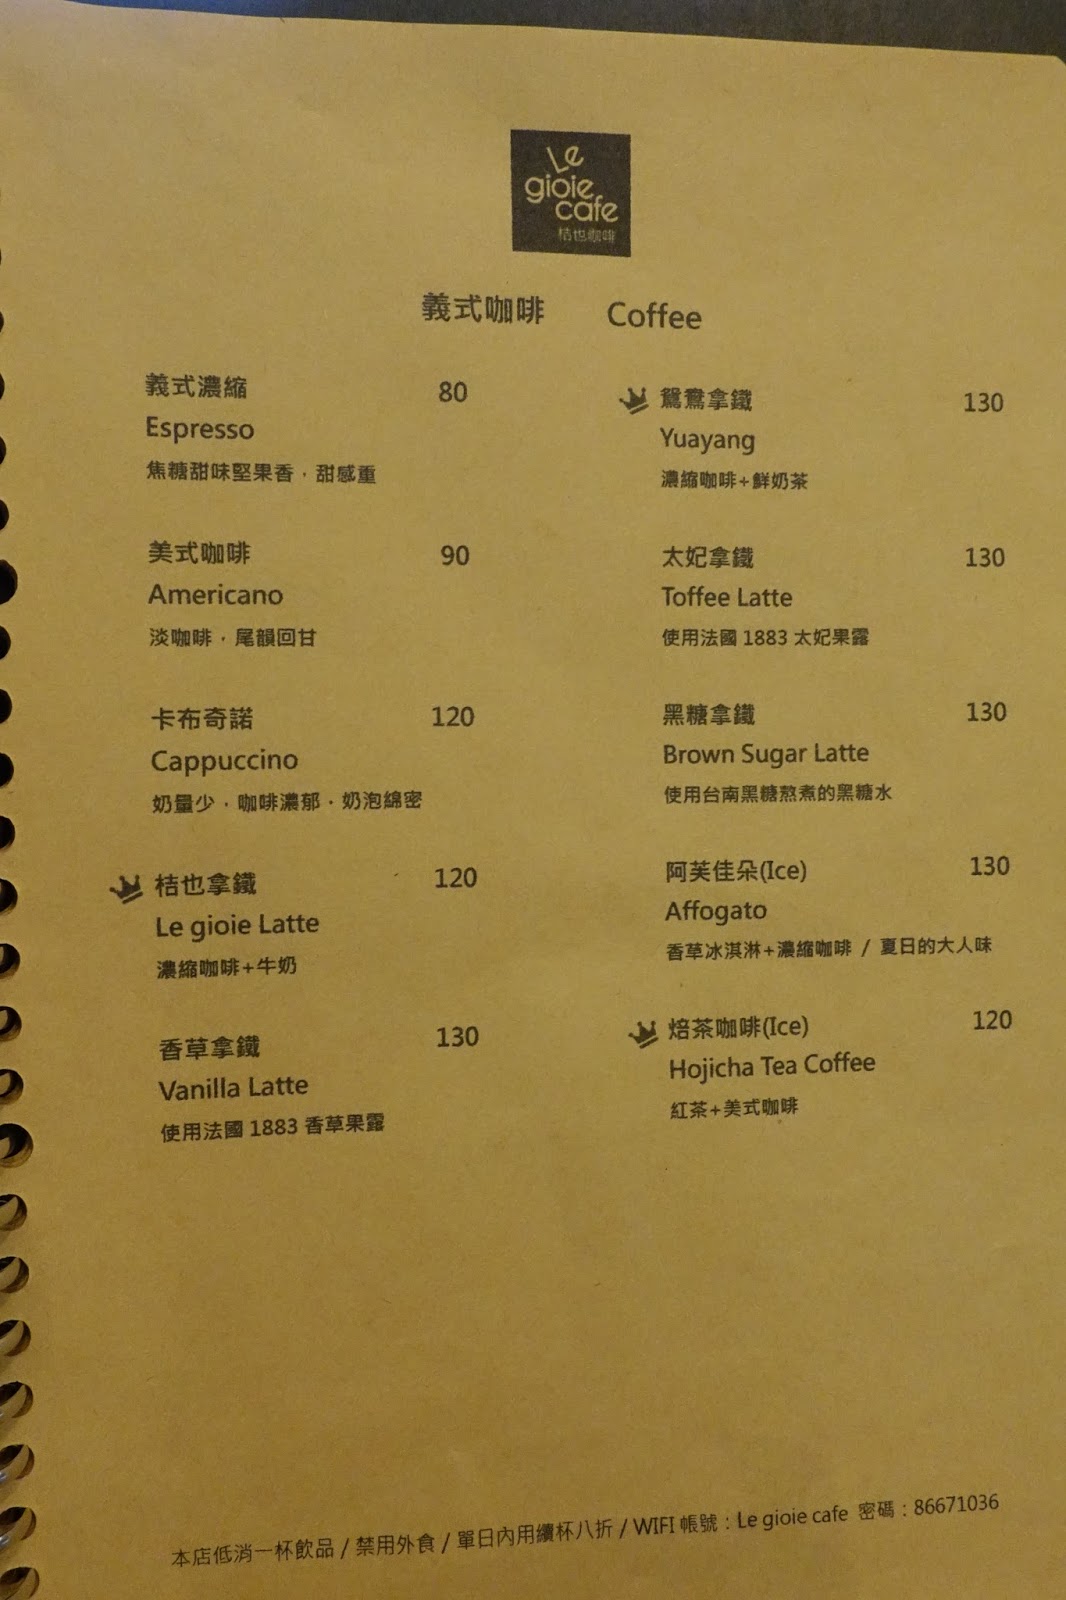 Le
gioie
cafe
桔也咖啡
義式咖啡 Coffee
義式濃縮 80
Espresso
焦糖甜味堅果香，甜感重
美式咖啡 90
Americano
淡咖啡，尾韻回甘
卡布奇諾 120
Cappuccino
奶量少，咖啡濃郁，奶泡綿密
桔也拿鐵 120
Le gioie Latte
濃縮咖啡+牛奶
香草拿鐵 130
Vanilla Latte
使用法國 1883 香草果露
鴛鴦拿鐵 130
Yuayang
濃縮咖啡+鮮奶茶
太妃拿鐵 130
Toffee Latte
使用法國 1883 太妃果露
黑糖拿鐵 130
Brown Sugar Latte
使用台南黑糖熬煮的黑糖水
阿芙佳朵(Ice) 130
Affogato
香草冰淇淋+濃縮咖啡 / 夏日的大人味
焙茶咖啡(Ice) 120
Hojicha Tea Coffee
紅茶+美式咖啡
本店低消一杯飲品 / 禁用外食 / 單日內用續杯八折 / WIFI 帳號：Le gioie cafe 密碼：86671036